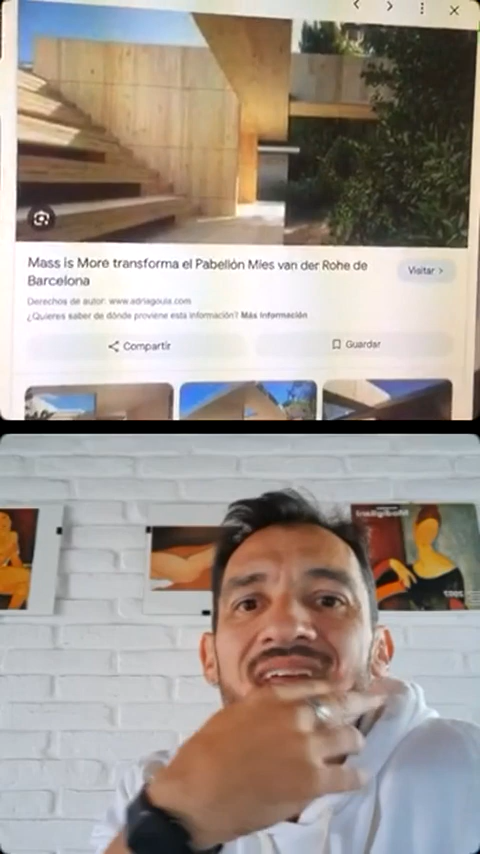 Mass is More transforma el Pabellón Mies van der Rohe de
Barcelona
Visitar >
Derechos de autor: www.adriagoula.com
¿Quieres saber de dónde proviene esta información? Más información
Compartir
Guardar
Modigliani